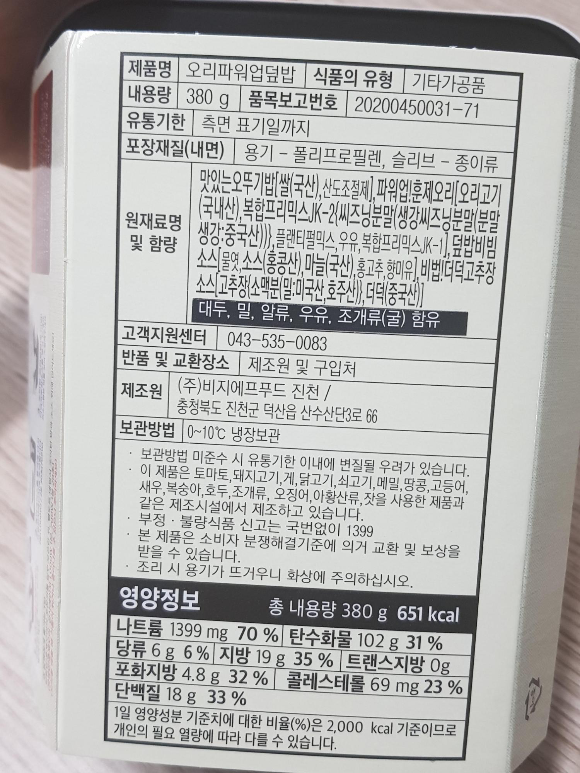 제품명 오리파워업덮밥 식품의 유형 기타가공품
내용량 380 g 품목보고번호 20200450031-71
유통기한 측면 표기일까지
포장재질(내면) 용기 - 폴리프로필렌, 슬리브 - 종이류
원재료명 및 함량
맛있는오뚜기밥[쌀(국산),산도조절제],파워업!훈제오리[오리고기
(국내산),복합프리믹스JK-2{씨즈닝분말(생강씨즈닝분말(분말
생강:중국산))},플랜티펄믹스,우유,복합프리믹스JK-1],덮밥비빔
소스[물엿,소스(홍콩산),마늘(국산),홍고추,향미유],비법!더덕고추장
소스[고추장{소맥분(밀:미국산,호주산)},더덕(중국산)]
대두, 밀, 알류, 우유, 조개류(굴) 함유
고객지원센터 043-535-0083
반품 및 교환장소 제조원 및 구입처
제조원 (주)비지에프푸드 진천 /
충청북도 진천군 덕산읍 산수산단3로 66
보관방법 0~10℃ 냉장보관
· 보관방법 미준수 시 유통기한 이내에 변질될 우려가 있습니다.
· 이 제품은 토마토,돼지고기,게,닭고기,쇠고기,메밀,땅콩,고등어,
새우,복숭아,호두,조개류, 오징어,아황산류,잣을 사용한 제품과
같은 제조시설에서 제조하고 있습니다.
· 부정 · 불량식품 신고는 국번없이 1399
· 본 제품은 소비자 분쟁해결기준에 의거 교환 및 보상을
받을 수 있습니다.
· 조리 시 용기가 뜨거우니 화상에 주의하십시오.
영양정보 총 내용량 380 g 651 kcal
나트륨 1399 mg 70 % 탄수화물 102 g 31 %
당류 6 g 6 % 지방 19 g 35 % 트랜스지방 0g
포화지방 4.8 g 32 % 콜레스테롤 69 mg 23 %
단백질 18 g 33 %
1일 영양성분 기준치에 대한 비율(%)은 2,000 kcal 기준이므로
개인의 필요 열량에 따라 다를 수 있습니다.